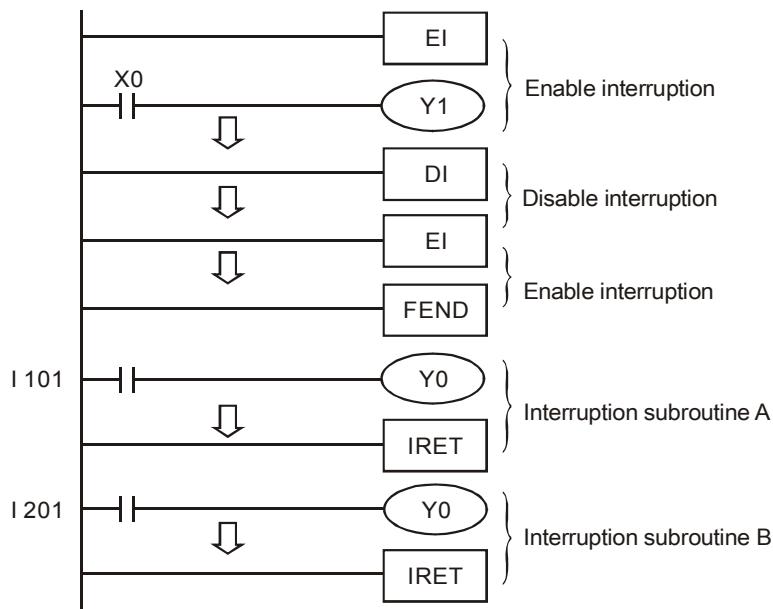 EI
X0
Enable interruption
Y1
DI
Disable interruption
EI
Enable interruption
FEND
I 101
Y0
Interruption subroutine A
IRET
I 201
Y0
Interruption subroutine B
IRET